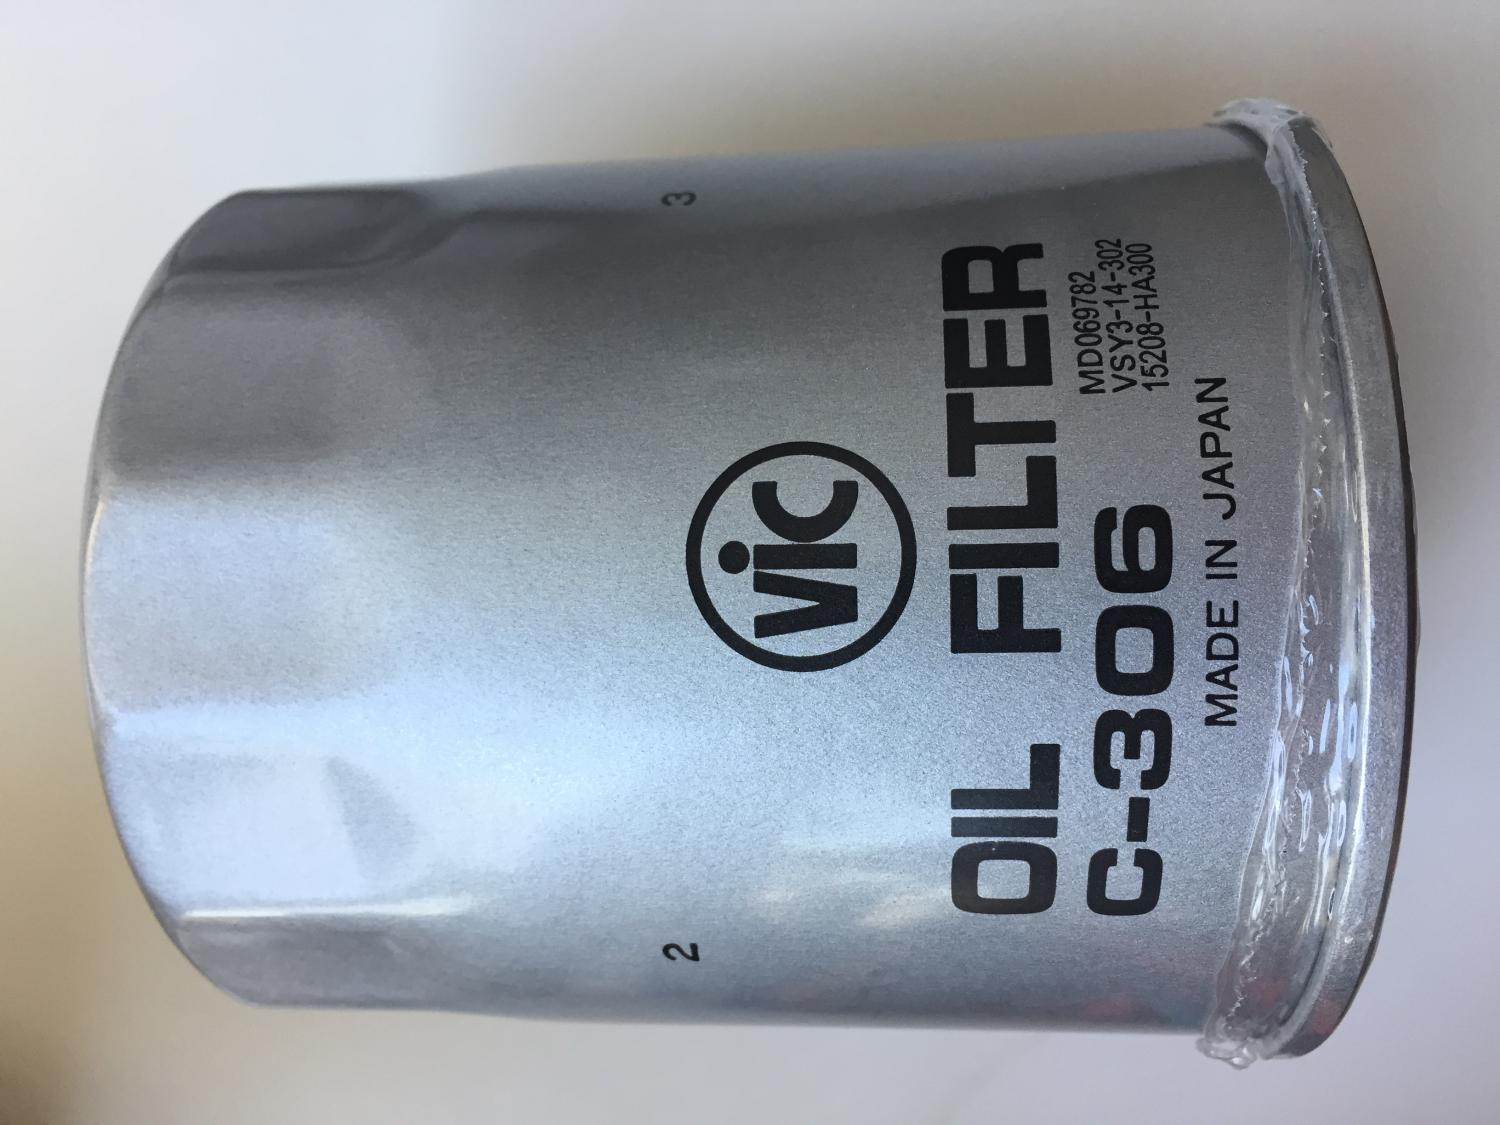 3
2
vic
OIL FILTER
C-306
MD069782
VSY3-14-302
15208-HA300
MADE IN JAPAN